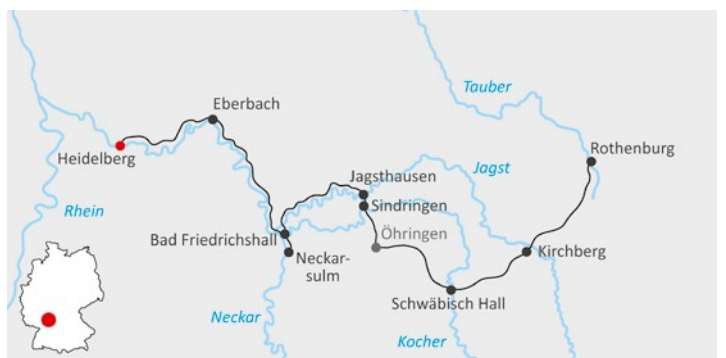 Tauber
Eberbach
Rothenburg
Heidelberg
Jagsthausen
Jagst
Sindringen
Rhein
Bad Friedrichshall
Öhringen
Neckar-
sulm
Kirchberg
Schwäbisch Hall
Neckar
Kocher